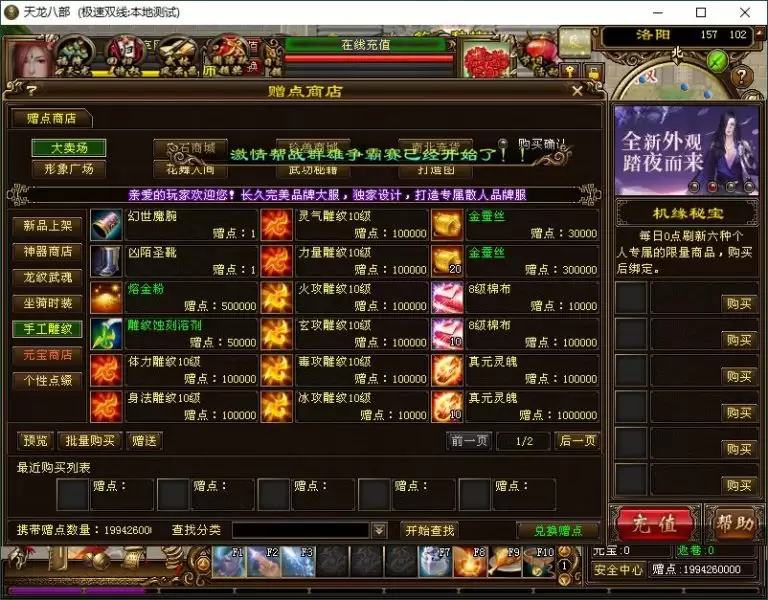 天龙八部 (极速双线:本地测试)
在线充值
洛阳 157 102
北
赠点商店
赠点商店
大卖场
形象广场
花舞人间
武功秘籍
打造图
购买确认
激情帮战群雄争霸赛已经开始了！！
亲爱的玩家欢迎您！长久完美品牌大服，独家设计，打造专属散人品牌服
新品上架
神器商店
龙纹武魂
坐骑时装
手工雕纹
元宝商店
个性点缀
幻世魔腕
赠点：1
灵气雕纹10级
赠点：100000
金蚕丝
赠点：30000
凶陌圣靴
赠点：1
力量雕纹10级
赠点：100000
金蚕丝
20
赠点：300000
熔金粉
赠点：500000
火攻雕纹10级
赠点：100000
8级棉布
赠点：10000
雕纹蚀刻溶剂
赠点：50000
玄攻雕纹10级
赠点：100000
8级棉布
10
赠点：100000
体力雕纹10级
赠点：100000
毒攻雕纹10级
赠点：100000
真元灵魄
赠点：100000
身法雕纹10级
赠点：100000
冰攻雕纹10级
赠点：10000
真元灵魄
10
赠点：1000000
预览
批量购买
赠送
前一页
1/2
后一页
最近购买列表
赠点：
赠点：
赠点：
赠点：
赠点：
携带赠点数量：19942600
查找分类
开始查找
兑换赠点
全新外观
踏夜而来
机缘秘宝
每日0点刷新六种个
人专属的限量商品，购买
后绑定。
购买
购买
购买
购买
购买
购买
充值
帮助
F1
F2
F3
F7
F8
F9
F10
1
元宝:0
安全中心
赠点:1994260000